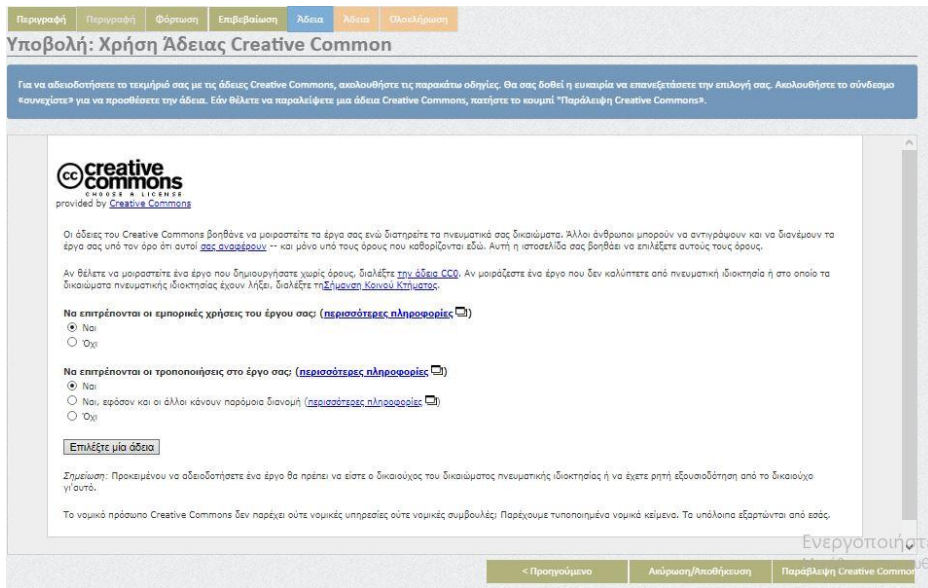 Περιγραφή Περιγραφή Φόρτωση Επιβεβαίωση Άδεια Άδεια Ολοκλήρωση
Υποβολή: Χρήση Άδειας Creative Common
Για να αδειοδοτήσετε το τεκμήριό σας με τις άδειες Creative Commons, ακολουθήστε τις παρακάτω οδηγίες. Θα σας δοθεί η ευκαιρία να επανεξετάσετε την επιλογή σας. Ακολουθήστε το σύνδεσμο
«συνεχίστε» για να προσθέσετε την άδεια. Εάν θέλετε να παραλείψετε μια άδεια Creative Commons, πατήστε το κουμπί "Παράλειψη Creative Commons».
cc creative
commons
CHOOSE A LICENSE
provided by Creative Commons
Οι άδειες του Creative Commons βοηθάνε να μοιραστείτε τα έργα σας ενώ διατηρείτε τα πνευματικά σας δικαιώματα. Άλλοι άνθρωποι μπορούν να αντιγράψουν και να διανέμουν τα
έργα σας υπό τον όρο ότι αυτοί σας αναφέρουν -- και μόνο υπό τους όρους που καθορίζονται εδώ. Αυτή η ιστοσελίδα σας βοηθάει να επιλέξετε αυτούς τους όρους.
Αν θέλετε να μοιραστείτε ένα έργο που δημιουργήσατε χωρίς όρους, διαλέξτε την άδεια CC0. Αν μοιράζεστε ένα έργο που δεν καλύπτετε από πνευματική ιδιοκτησία ή στο οποίο τα
δικαιώματα πνευματικής ιδιοκτησίας έχουν λήξει, διαλέξτε τηΣήμανση Κοινού Κτήματος.
Να επιτρέπονται οι εμπορικές χρήσεις του έργου σας; (περισσότερες πληροφορίες)
Ναι
Όχι
Να επιτρέπονται οι τροποποιήσεις στο έργο σας; (περισσότερες πληροφορίες)
Ναι
Ναι, εφόσον και οι άλλοι κάνουν παρόμοια διανομή (περισσότερες πληροφορίες)
Όχι
Επιλέξτε μία άδεια
Σημείωση: Προκειμένου να αδειοδοτήσετε ένα έργο θα πρέπει να είστε ο δικαιούχος του δικαιώματος πνευματικής ιδιοκτησίας ή να έχετε ρητή εξουσιοδότηση από το δικαιούχο
γι'αυτό.
Το νομικό πρόσωπο Creative Commons δεν παρέχει ούτε νομικές υπηρεσίες ούτε νομικές συμβουλές; Παρέχουμε τυποποιημένα νομικά κείμενα. Τα υπόλοιπα εξαρτώνται από εσάς.
Ενεργοποιήστε
< Προηγούμενο Ακύρωση/Αποθήκευση Παράβλεψη Creative Common